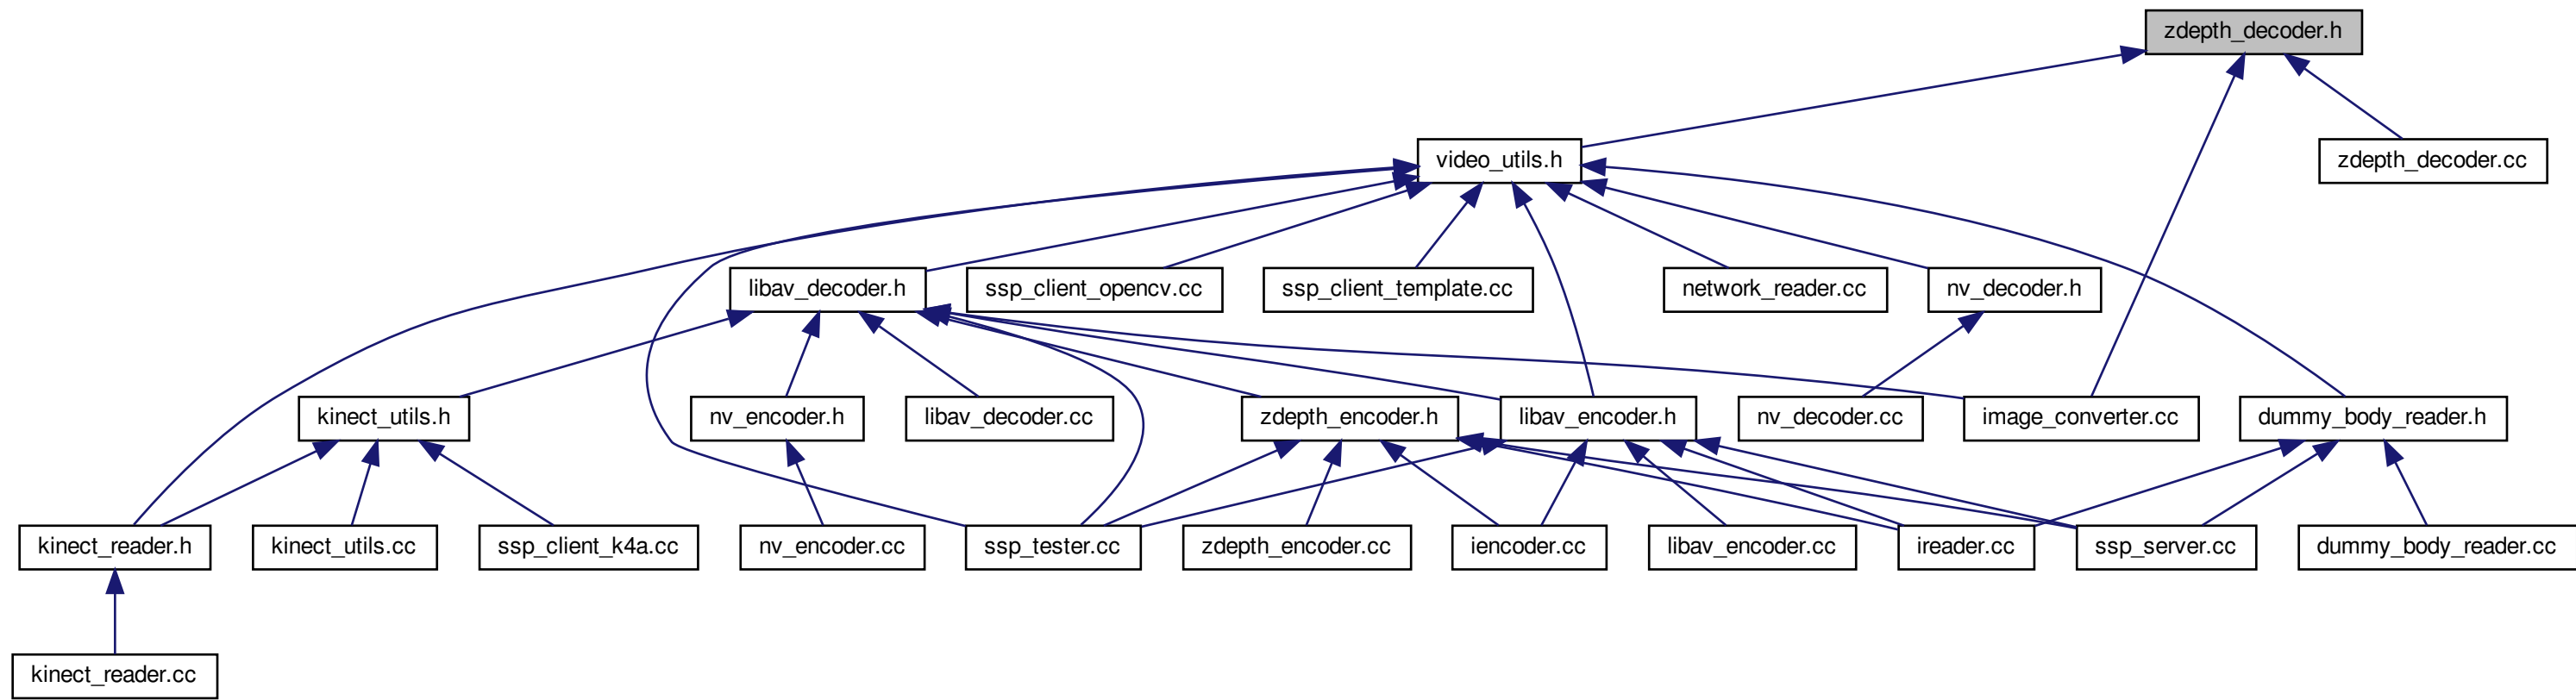 zdepth_decoder.h
video_utils.h
zdepth_decoder.cc
libav_decoder.h
ssp_client_opencv.cc
ssp_client_template.cc
network_reader.cc
nv_decoder.h
kinect_utils.h
nv_encoder.h
libav_decoder.cc
zdepth_encoder.h
libav_encoder.h
nv_decoder.cc
image_converter.cc
dummy_body_reader.h
kinect_reader.h
kinect_utils.cc
ssp_client_k4a.cc
nv_encoder.cc
ssp_tester.cc
zdepth_encoder.cc
iencoder.cc
libav_encoder.cc
ireader.cc
ssp_server.cc
dummy_body_reader.cc
kinect_reader.cc